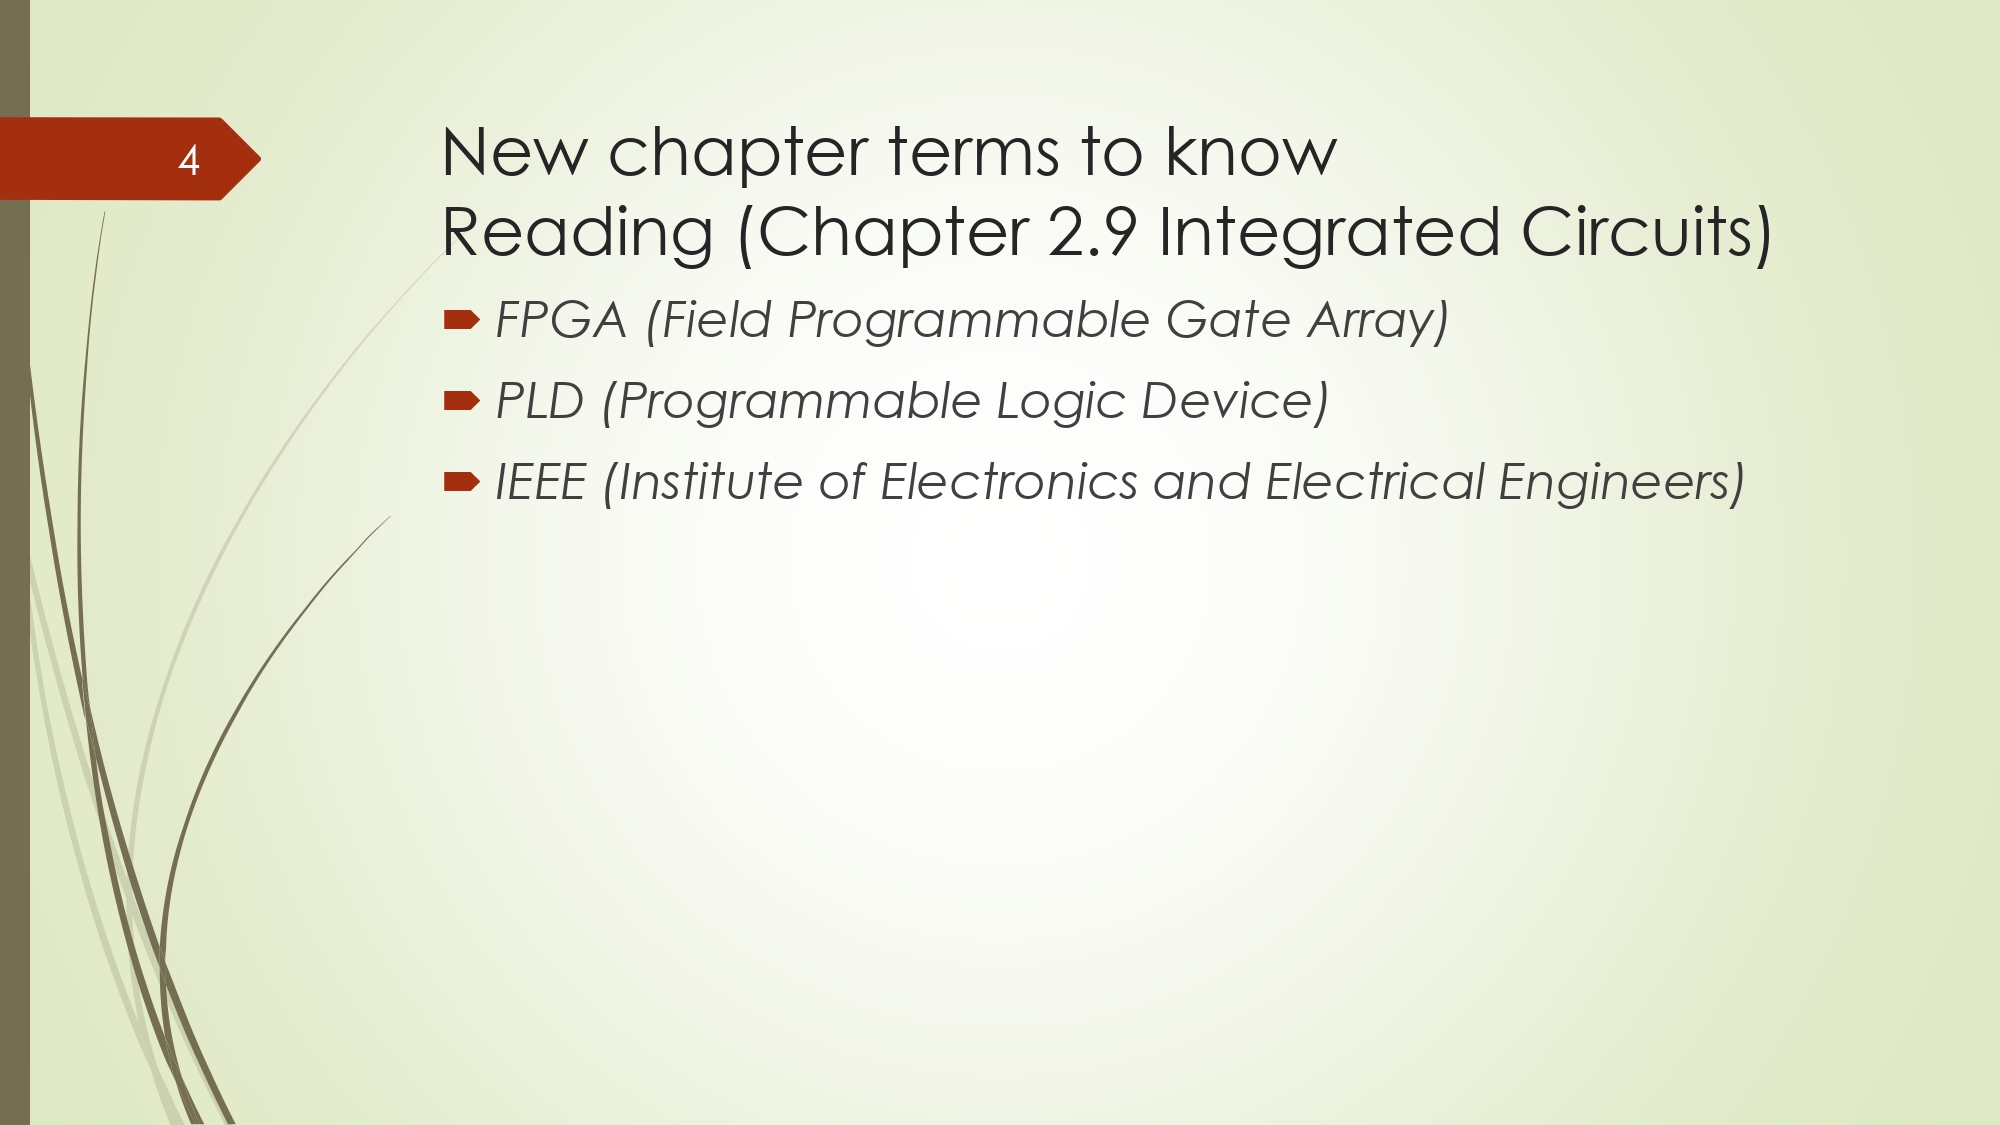 4
New chapter terms to know
Reading (Chapter 2.9 Integrated Circuits)
FPGA (Field Programmable Gate Array)
PLD (Programmable Logic Device)
IEEE (Institute of Electronics and Electrical Engineers)